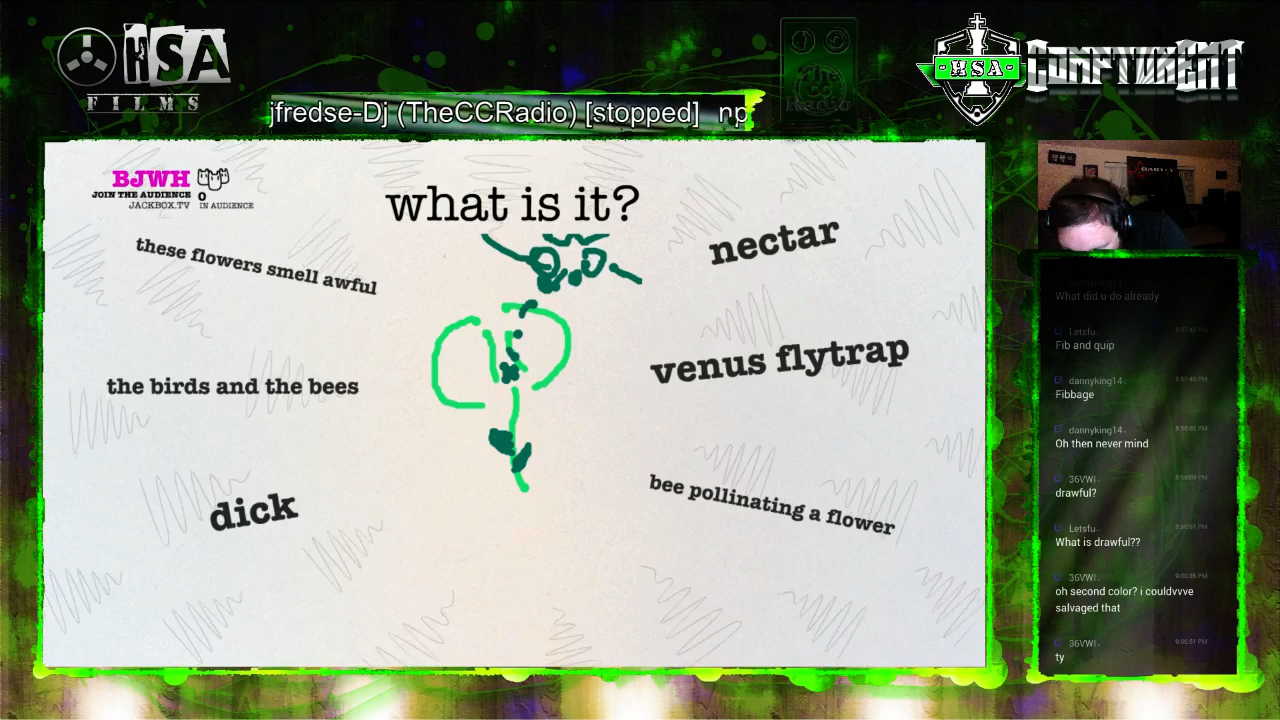 HSA
FILMS
jfredse-Dj (TheCCRadio) [stopped] np
The
CC
Radio
HSA
BJWH
JOIN THE AUDIENCE
JACKBOX.TV
0
IN AUDIENCE
what is it?
these flowers smell awful
nectar
the birds and the bees
venus flytrap
dick
bee pollinating a flower
What did u do already
Letsfu
Fib and quip
dannyking14
Fibbage
dannyking14
Oh then never mind
36VWI
drawful?
Letsfu
What is drawful??
36VWI
oh second color? i couldvvve
salvaged that
36VWI
ty